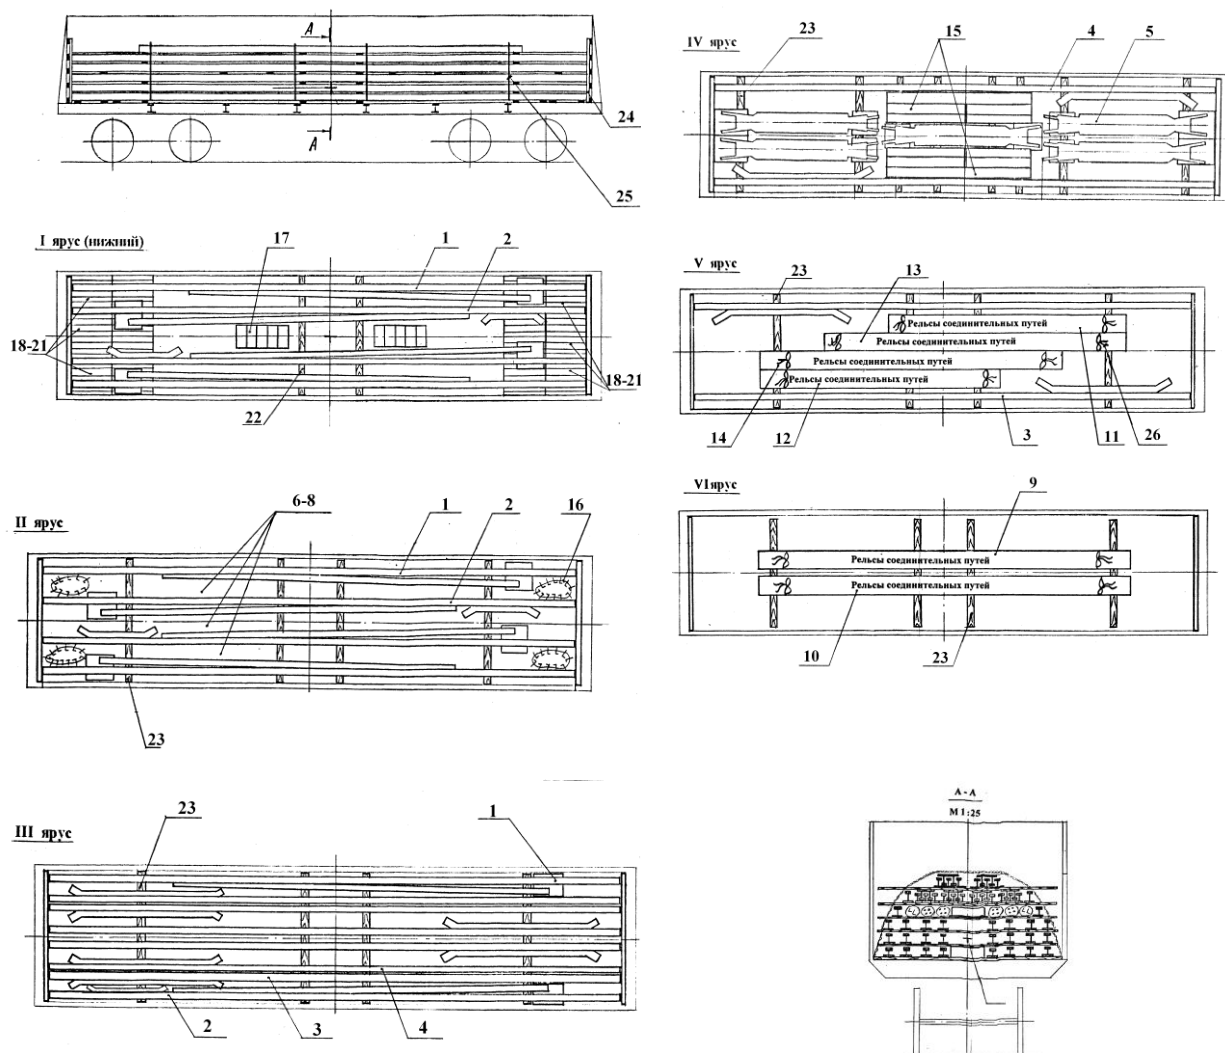 А
А
24
25
I ярус (нижний)
17
1
2
18-21
18-21
22
II ярус
6-8
1
2
16
23
III ярус
23
1
2
3
4
IV ярус
23
15
4
5
V ярус
23
13
Рельсы соединительных путей
Рельсы соединительных путей
Рельсы соединительных путей
Рельсы соединительных путей
14
12
3
11
26
VI ярус
9
Рельсы соединительных путей
Рельсы соединительных путей
10
23
А - А
М 1:25